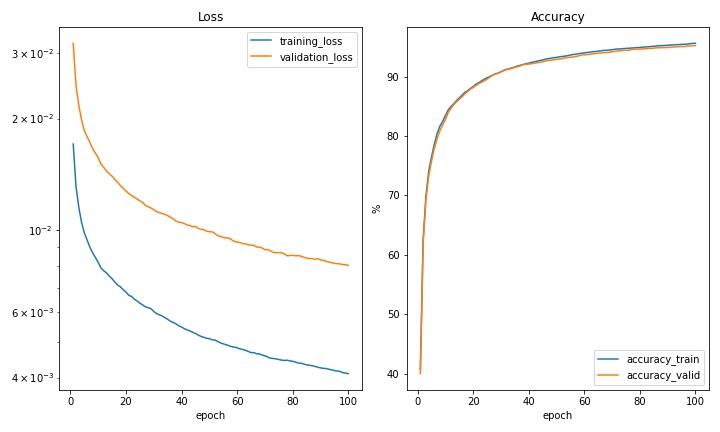 Loss
training_loss
validation_loss
3 × 10⁻²
2 × 10⁻²
10⁻²
6 × 10⁻³
4 × 10⁻³
0 20 40 60 80 100
epoch
Accuracy
%
90
80
70
60
50
40
accuracy_train
accuracy_valid
0 20 40 60 80 100
epoch